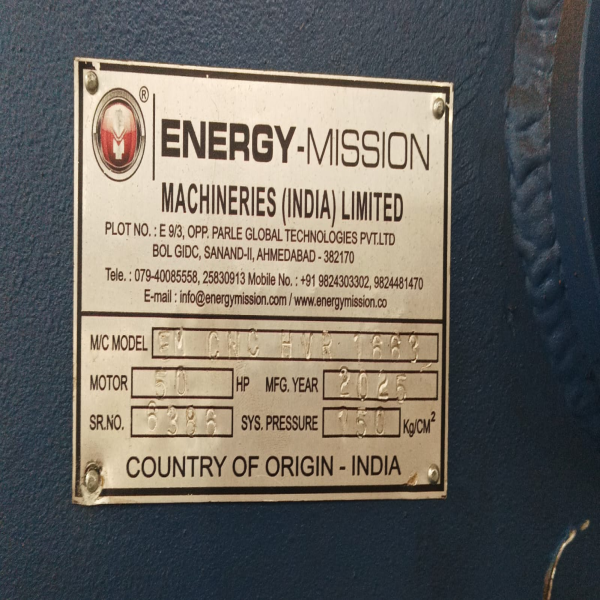 ®
ENERGY-MISSION
MACHINERIES (INDIA) LIMITED
PLOT NO. : E 9/3, OPP. PARLE GLOBAL TECHNOLOGIES PVT.LTD
BOL GIDC, SANAND-II, AHMEDABAD - 382170
Tele. : 079-40085558, 25830913 Mobile No. : +91 9824303302, 9824481470
E-mail : info@energymission.com / www.energymission.co
M/C MODEL EM CNC HVR 1663
MOTOR 50 HP MFG. YEAR 2025
SR.NO. 6386 SYS. PRESSURE 150 Kg/CM²
COUNTRY OF ORIGIN - INDIA